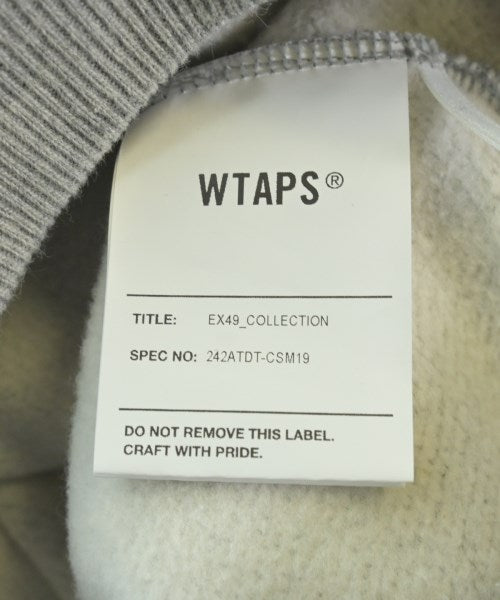 WTAPS®
TITLE: EX49_COLLECTION
SPEC NO: 242ATDT-CSM19
DO NOT REMOVE THIS LABEL.
CRAFT WITH PRIDE.